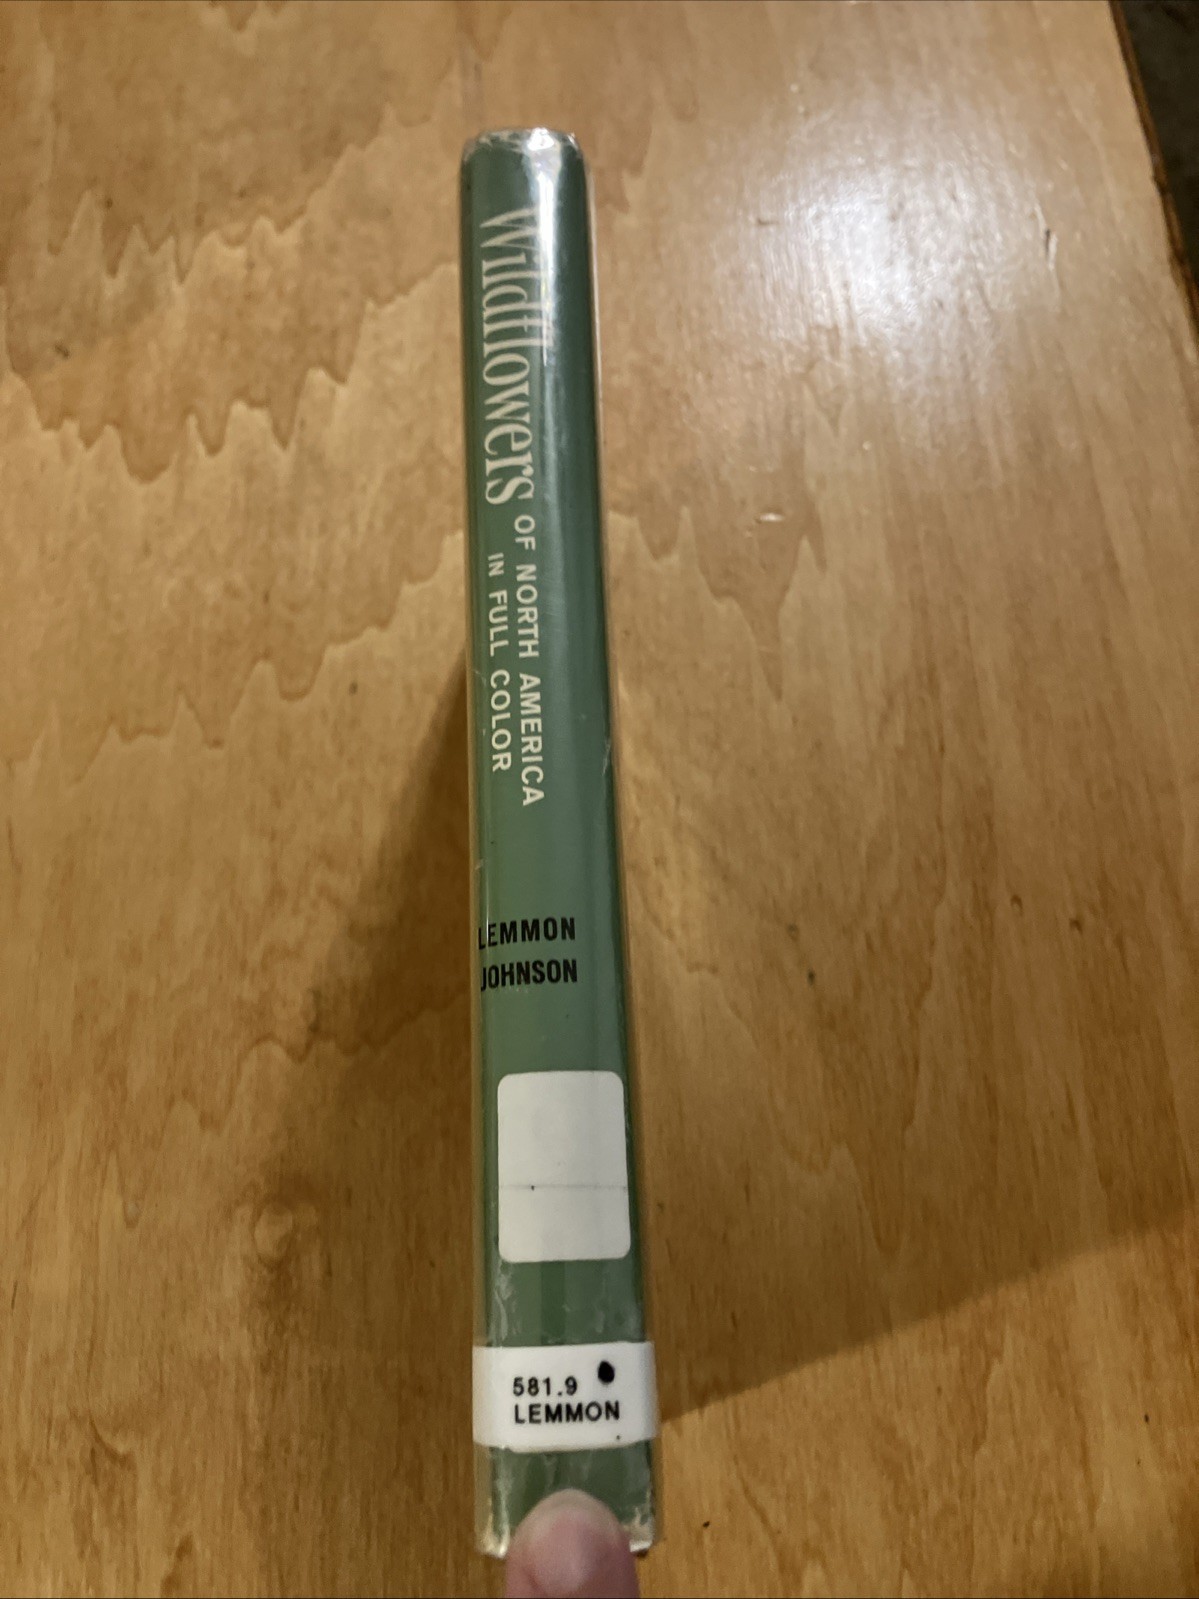 Wildflowers OF NORTH AMERICA
IN FULL COLOR
LEMMON
JOHNSON
581.9
LEMMON